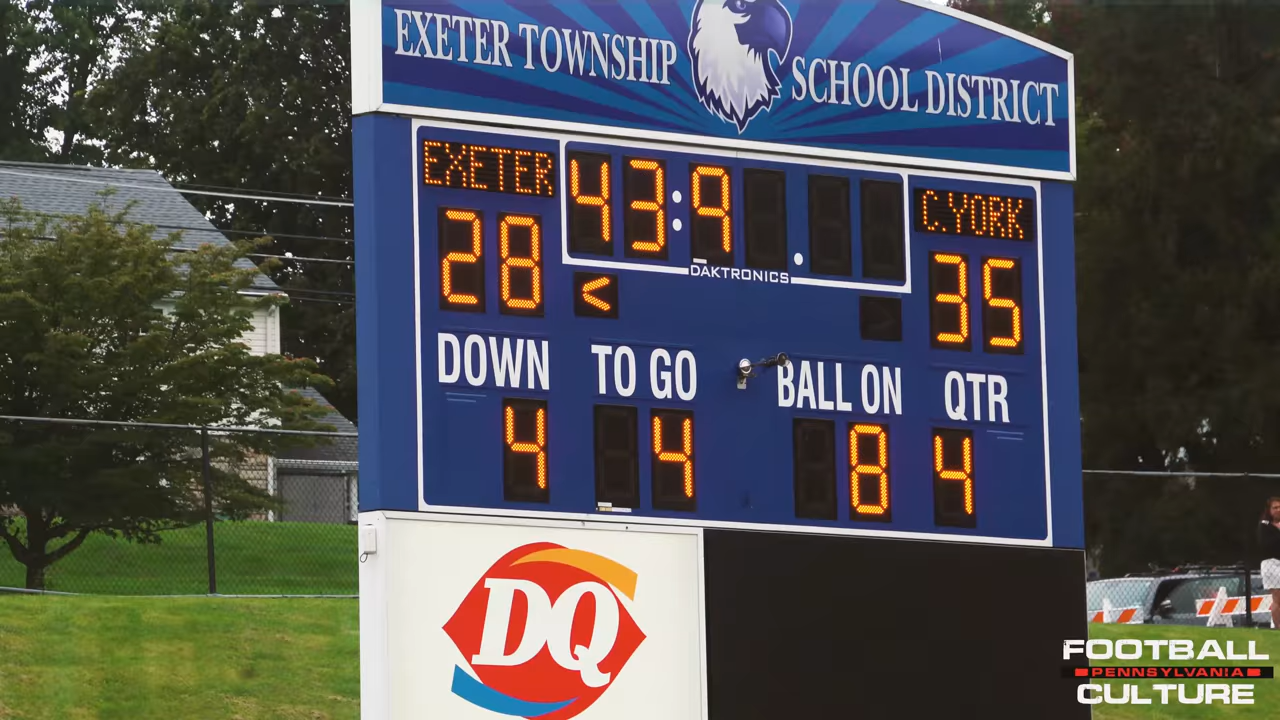 EXETER TOWNSHIP SCHOOL DISTRICT
EXETER 43:9 C.YORK
28 < 35
DAKTRONICS
DOWN TO GO BALL ON QTR
4 4 8 4
DQ
FOOTBALL
PENNSYLVANIA
CULTURE